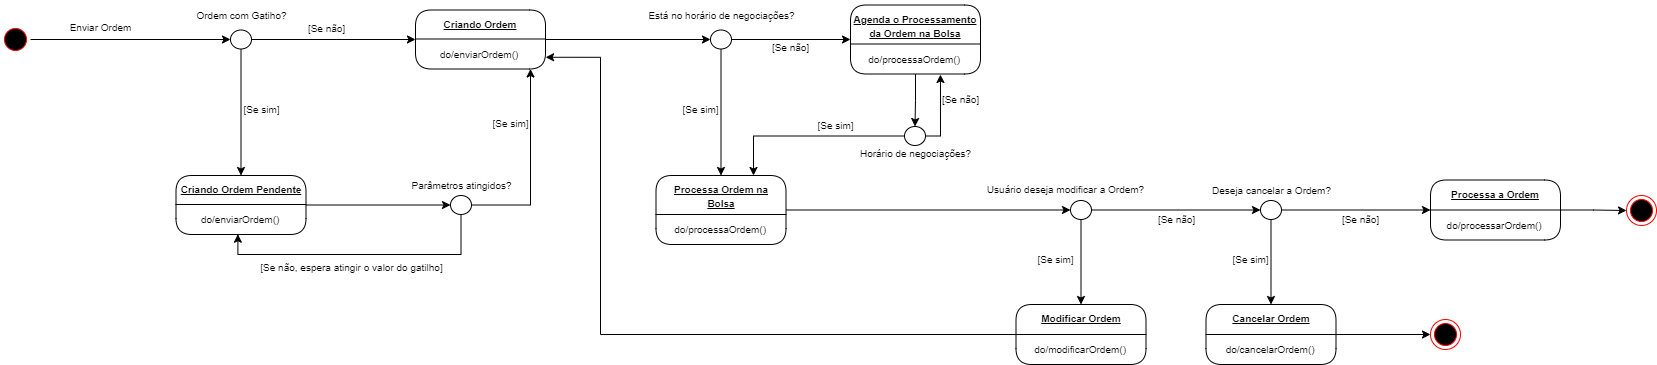 Enviar Ordem
Ordem com Gatiho?
[Se não]
Criando Ordem
do/enviarOrdem()
Está no horário de negociações?
[Se não]
Agenda o Processamento
da Ordem na Bolsa
do/processaOrdem()
[Se sim]
[Se sim]
[Se sim]
[Se sim]
[Se não]
Horário de negociações?
Criando Ordem Pendente
do/enviarOrdem()
Parâmetros atingidos?
[Se não, espera atingir o valor do gatilho]
Processa Ordem na
Bolsa
do/processaOrdem()
Usuário deseja modificar a Ordem?
[Se não]
Deseja cancelar a Ordem?
[Se não]
Processa a Ordem
do/processarOrdem()
[Se sim]
[Se sim]
Modificar Ordem
do/modificarOrdem()
Cancelar Ordem
do/cancelarOrdem()